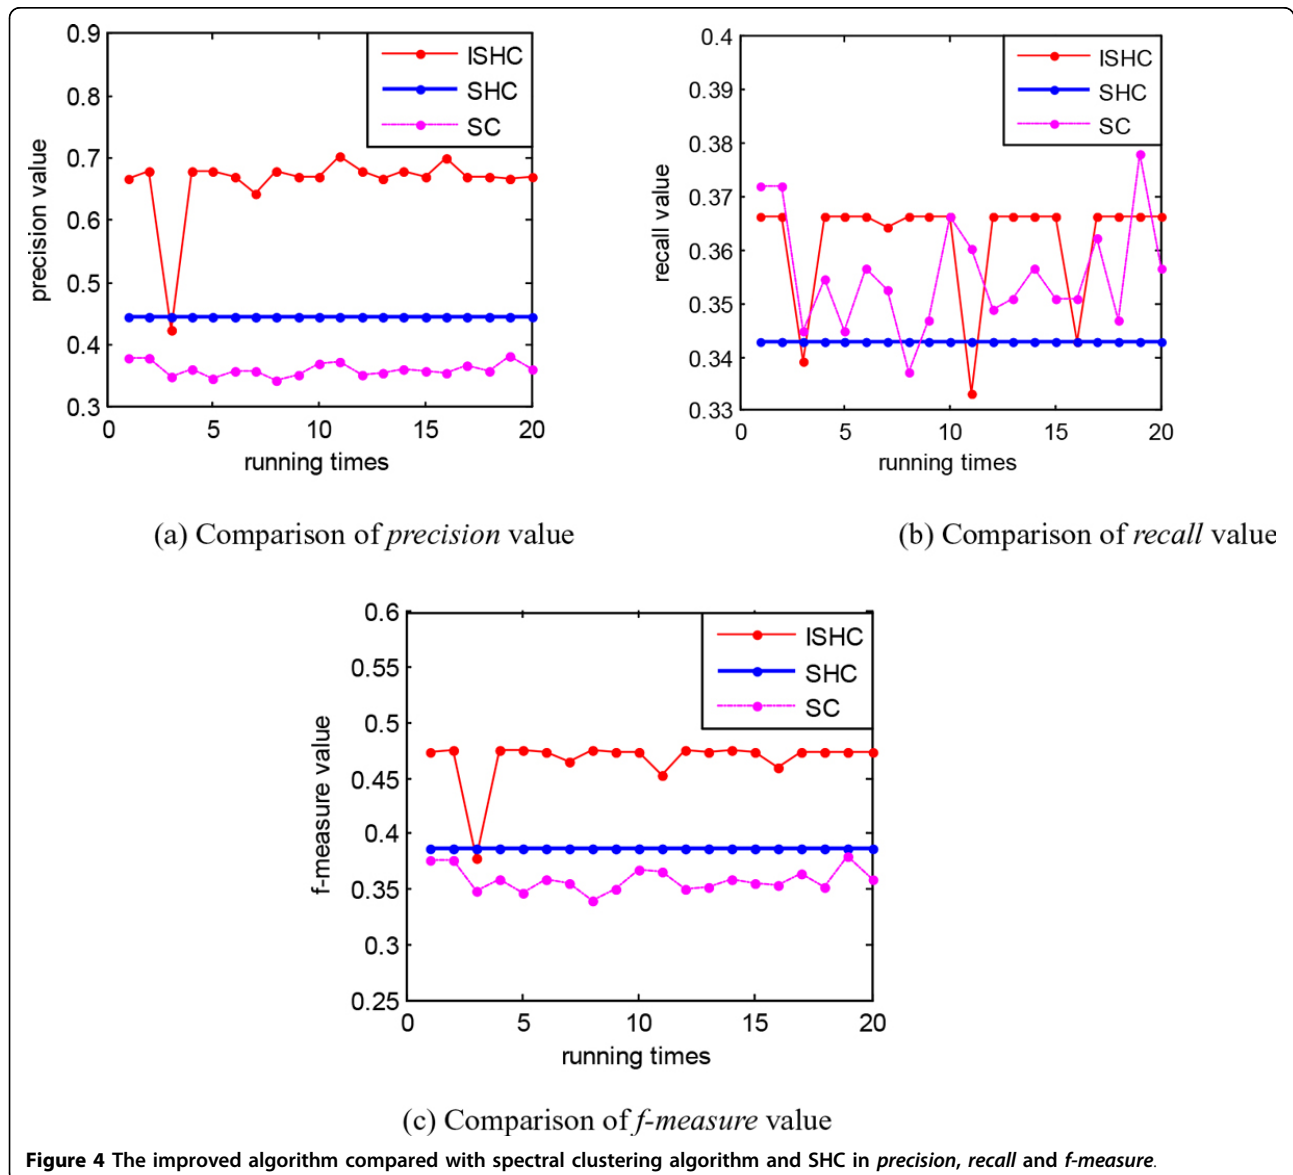 0.9
0.8
0.7
0.6
0.5
0.4
0.3
precision value
ISHC
SHC
SC
0 5 10 15 20
running times
(a) Comparison of precision value
0.4
0.39
0.38
0.37
0.36
0.35
0.34
0.33
recall value
ISHC
SHC
SC
0 5 10 15 20
running times
(b) Comparison of recall value
0.6
0.55
0.5
0.45
0.4
0.35
0.3
0.25
f-measure value
ISHC
SHC
SC
0 5 10 15 20
running times
(c) Comparison of f-measure value
Figure 4 The improved algorithm compared with spectral clustering algorithm and SHC in precision, recall and f-measure.